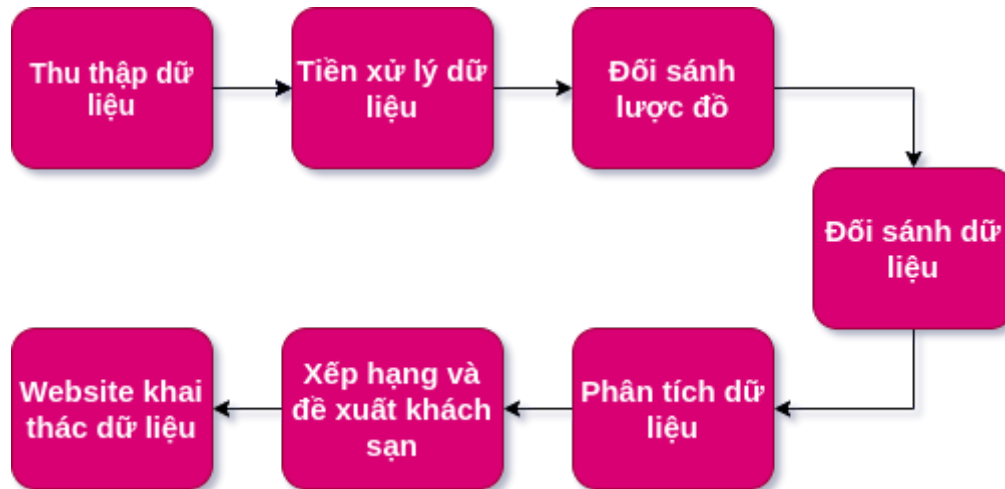 Thu thập dữ
liệu
Tiền xử lý dữ
liệu
Đối sánh
lược đồ
Đối sánh dữ
liệu
Phân tích dữ
liệu
Xếp hạng và
đề xuất khách
sạn
Website khai
thác dữ liệu